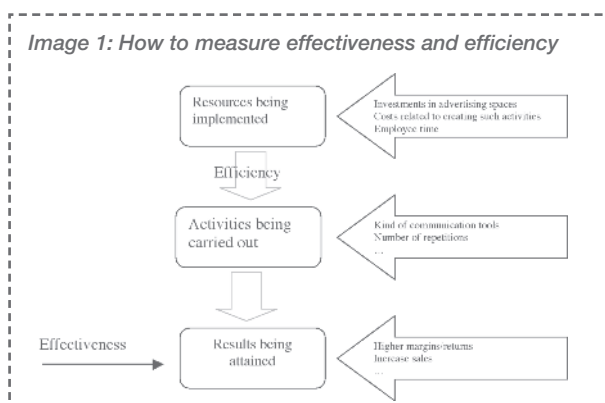 Image 1: How to measure effectiveness and efficiency
Resources being
implemented
Investments in advertising spaces
Costs related to creating such activities
Employee time
Efficiency
Activities being
carried out
Kind of communication tools
Number of repetitions
...
Effectiveness
Results being
attained
Higher margins-returns
Increase sales
...